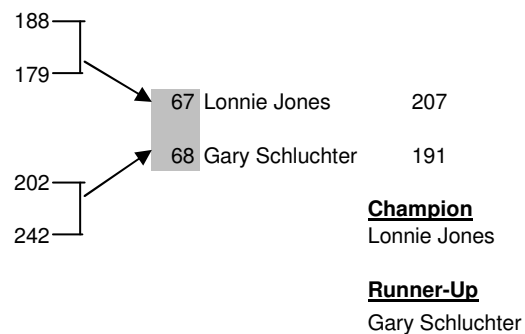 188
179
67 Lonnie Jones 207
68 Gary Schluchter 191
202
242
Champion
Lonnie Jones
Runner-Up
Gary Schluchter